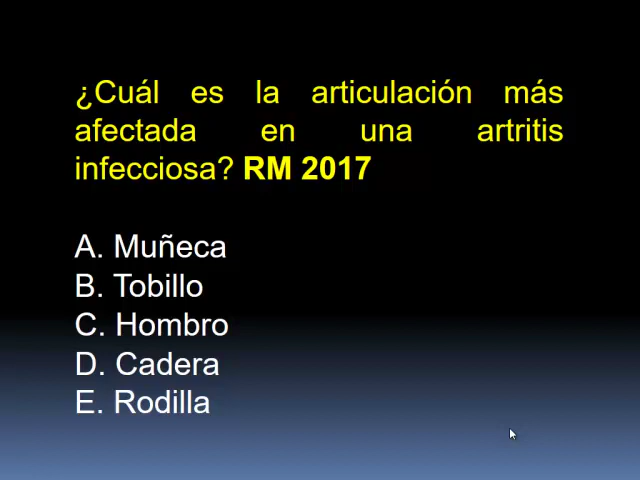 ¿Cuál es la articulación más
afectada en una artritis
infecciosa? RM 2017
A. Muñeca
B. Tobillo
C. Hombro
D. Cadera
E. Rodilla